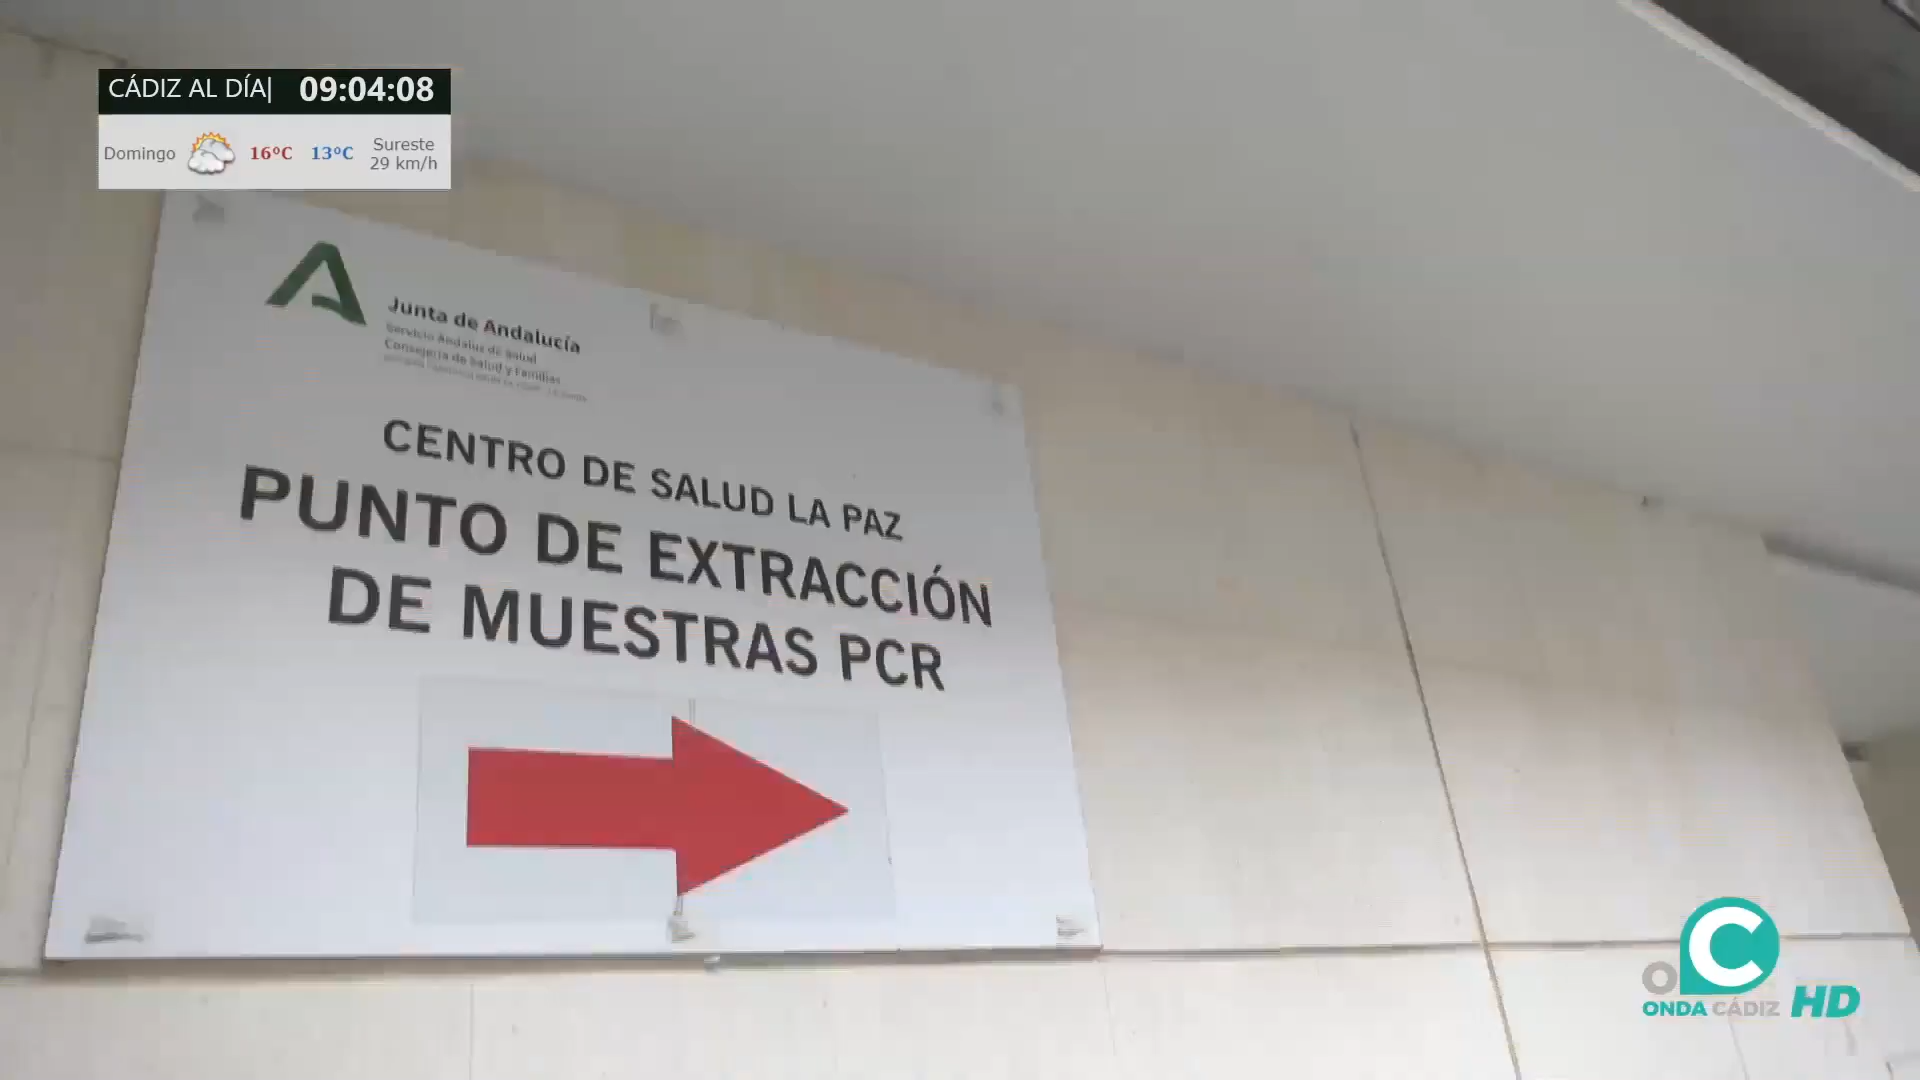 CÁDIZ AL DÍA| 09:04:08
Domingo 16ºC 13ºC Sureste
29 km/h
Junta de Andalucía
Servicio Andaluz de Salud
Consejería de Salud y Familias
CENTRO DE SALUD LA PAZ
PUNTO DE EXTRACCIÓN
DE MUESTRAS PCR
ONDA CÁDIZ HD